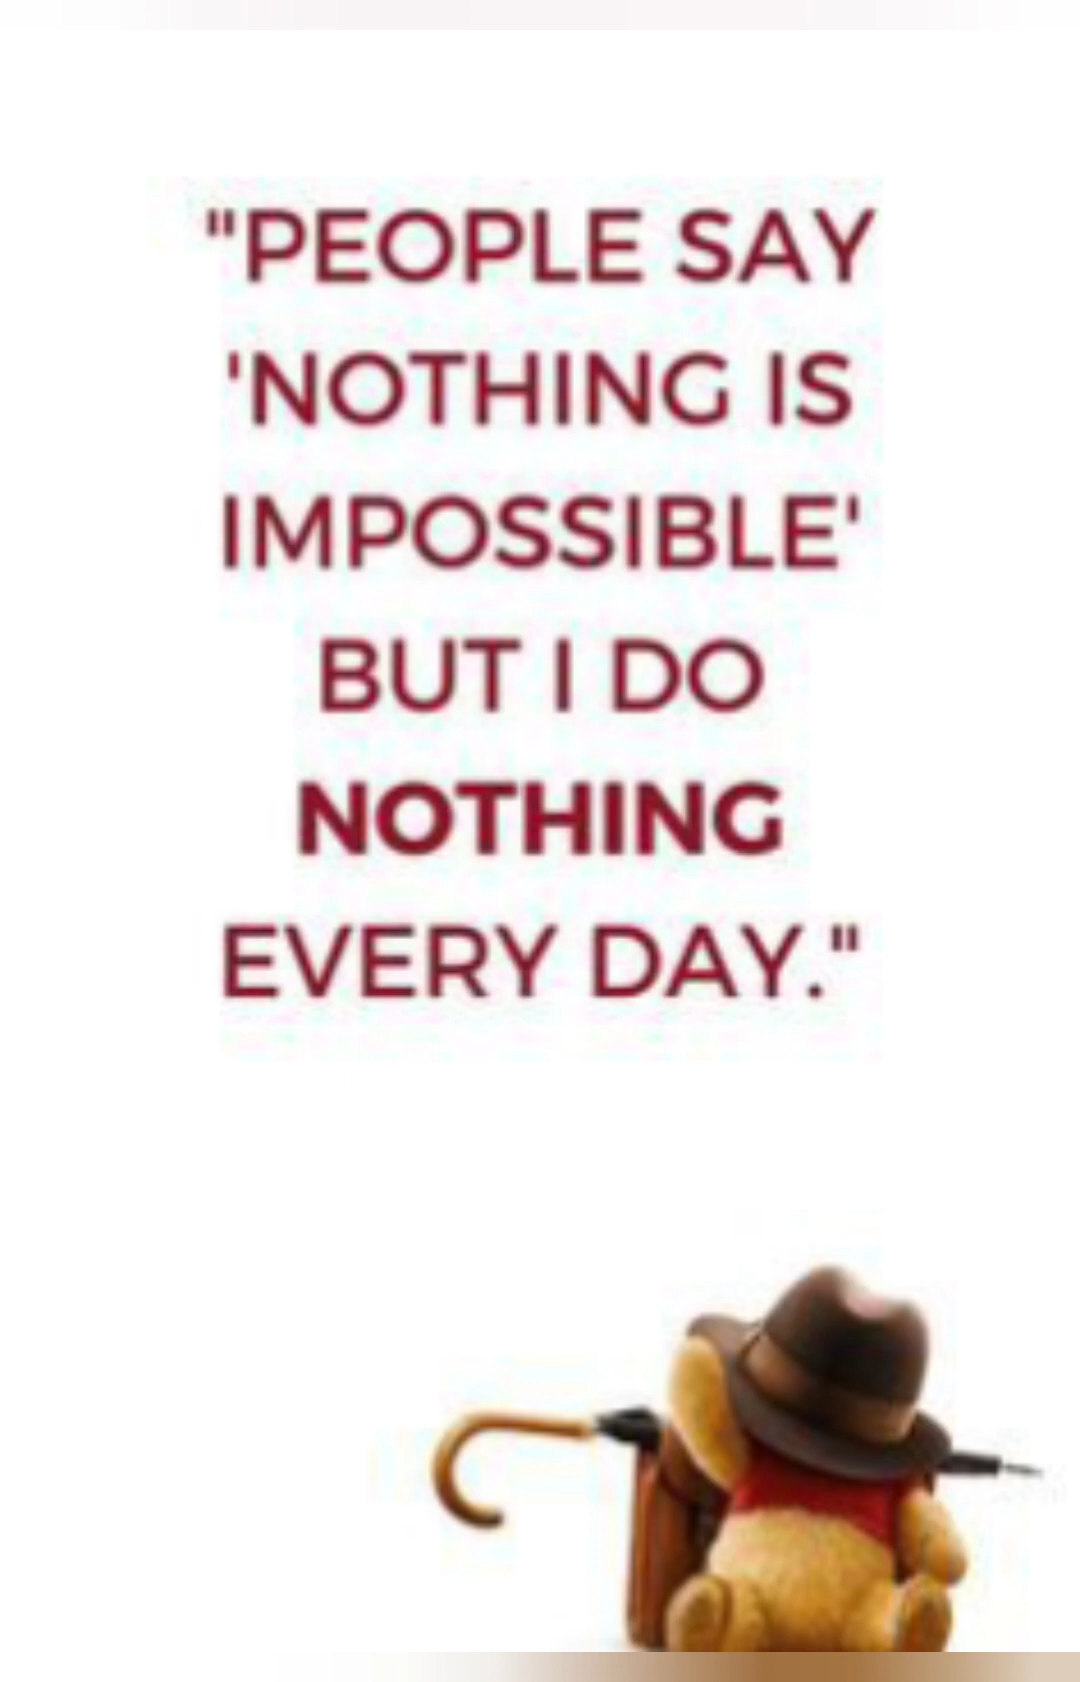 "PEOPLE SAY
'NOTHING IS
IMPOSSIBLE'
BUT I DO
NOTHING
EVERY DAY."